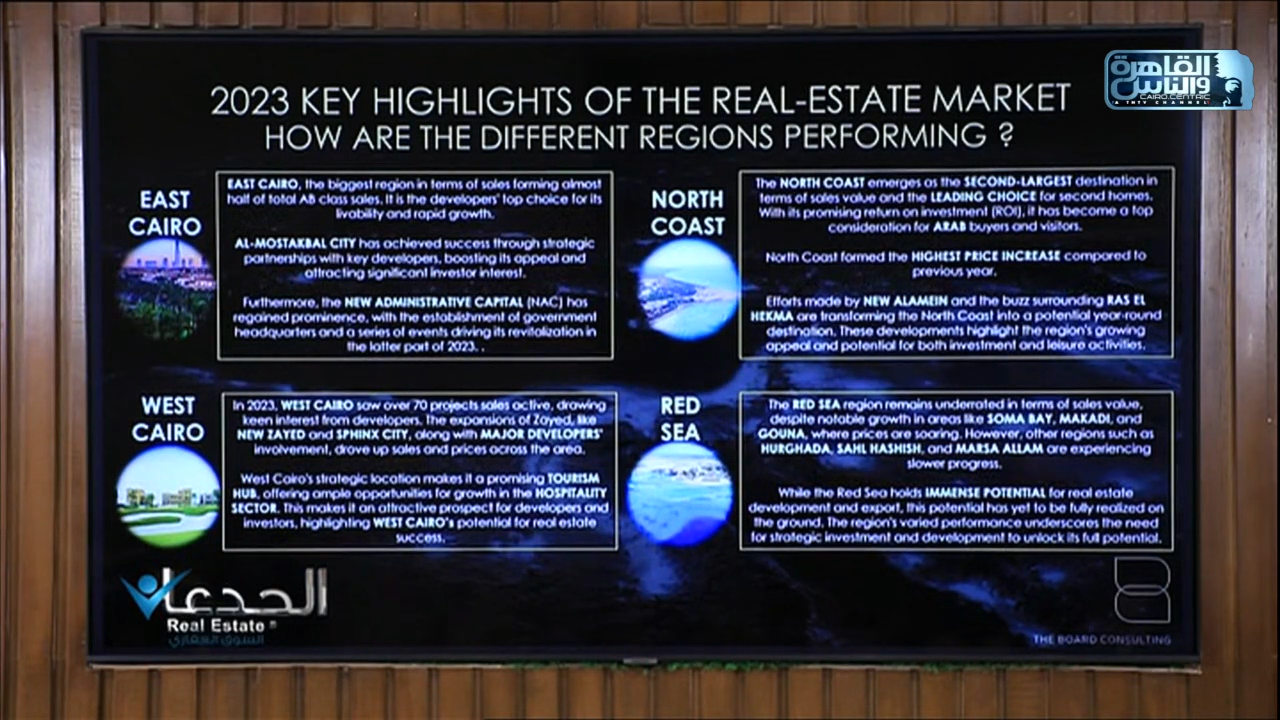 القاهرة
والناس
CAIRO.CENTRIC
A TNTV CHANNEL
2023 KEY HIGHLIGHTS OF THE REAL-ESTATE MARKET
HOW ARE THE DIFFERENT REGIONS PERFORMING ?
EAST
CAIRO
EAST CAIRO, the biggest region in terms of sales forming almost
half of total AB class sales. It is the developers' top choice for its
livability and rapid growth.
AL-MOSTAKBAL CITY has achieved success through strategic
partnerships with key developers, boosting its appeal and
attracting significant investor interest.
Furthermore, the NEW ADMINISTRATIVE CAPITAL (NAC) has
regained prominence, with the establishment of government
headquarters and a series of events driving its revitalization in
the latter part of 2023. .
NORTH
COAST
The NORTH COAST emerges as the SECOND-LARGEST destination in
terms of sales value and the LEADING CHOICE for second homes.
With its promising return on investment (ROI), it has become a top
consideration for ARAB buyers and visitors.
North Coast formed the HIGHEST PRICE INCREASE compared to
previous year.
Efforts made by NEW ALAMEIN and the buzz surrounding RAS EL
HEKMA are transforming the North Coast into a potential year-round
destination. These developments highlight the region's growing
appeal and potential for both investment and leisure activities.
WEST
CAIRO
In 2023, WEST CAIRO saw over 70 projects sales active, drawing
keen interest from developers. The expansions of Zayed, like
NEW ZAYED and SPHINX CITY, along with MAJOR DEVELOPERS'
involvement, drove up sales and prices across the area.
West Cairo's strategic location makes it a promising TOURISM
HUB, offering ample opportunities for growth in the HOSPITALITY
SECTOR. This makes it an attractive prospect for developers and
investors, highlighting WEST CAIRO's potential for real estate
success.
RED
SEA
The RED SEA region remains underrated in terms of sales value,
despite notable growth in areas like SOMA BAY, MAKADI, and
GOUNA, where prices are soaring. However, other regions such as
HURGHADA, SAHL HASHISH, and MARSA ALLAM are experiencing
slower progress.
While the Red Sea holds IMMENSE POTENTIAL for real estate
development and export, this potential has yet to be fully realized on
the ground. The region's varied performance underscores the need
for strategic investment and development to unlock its full potential.
الجدعان
Real Estate ®
السوق العقاري
THE BOARD CONSULTING